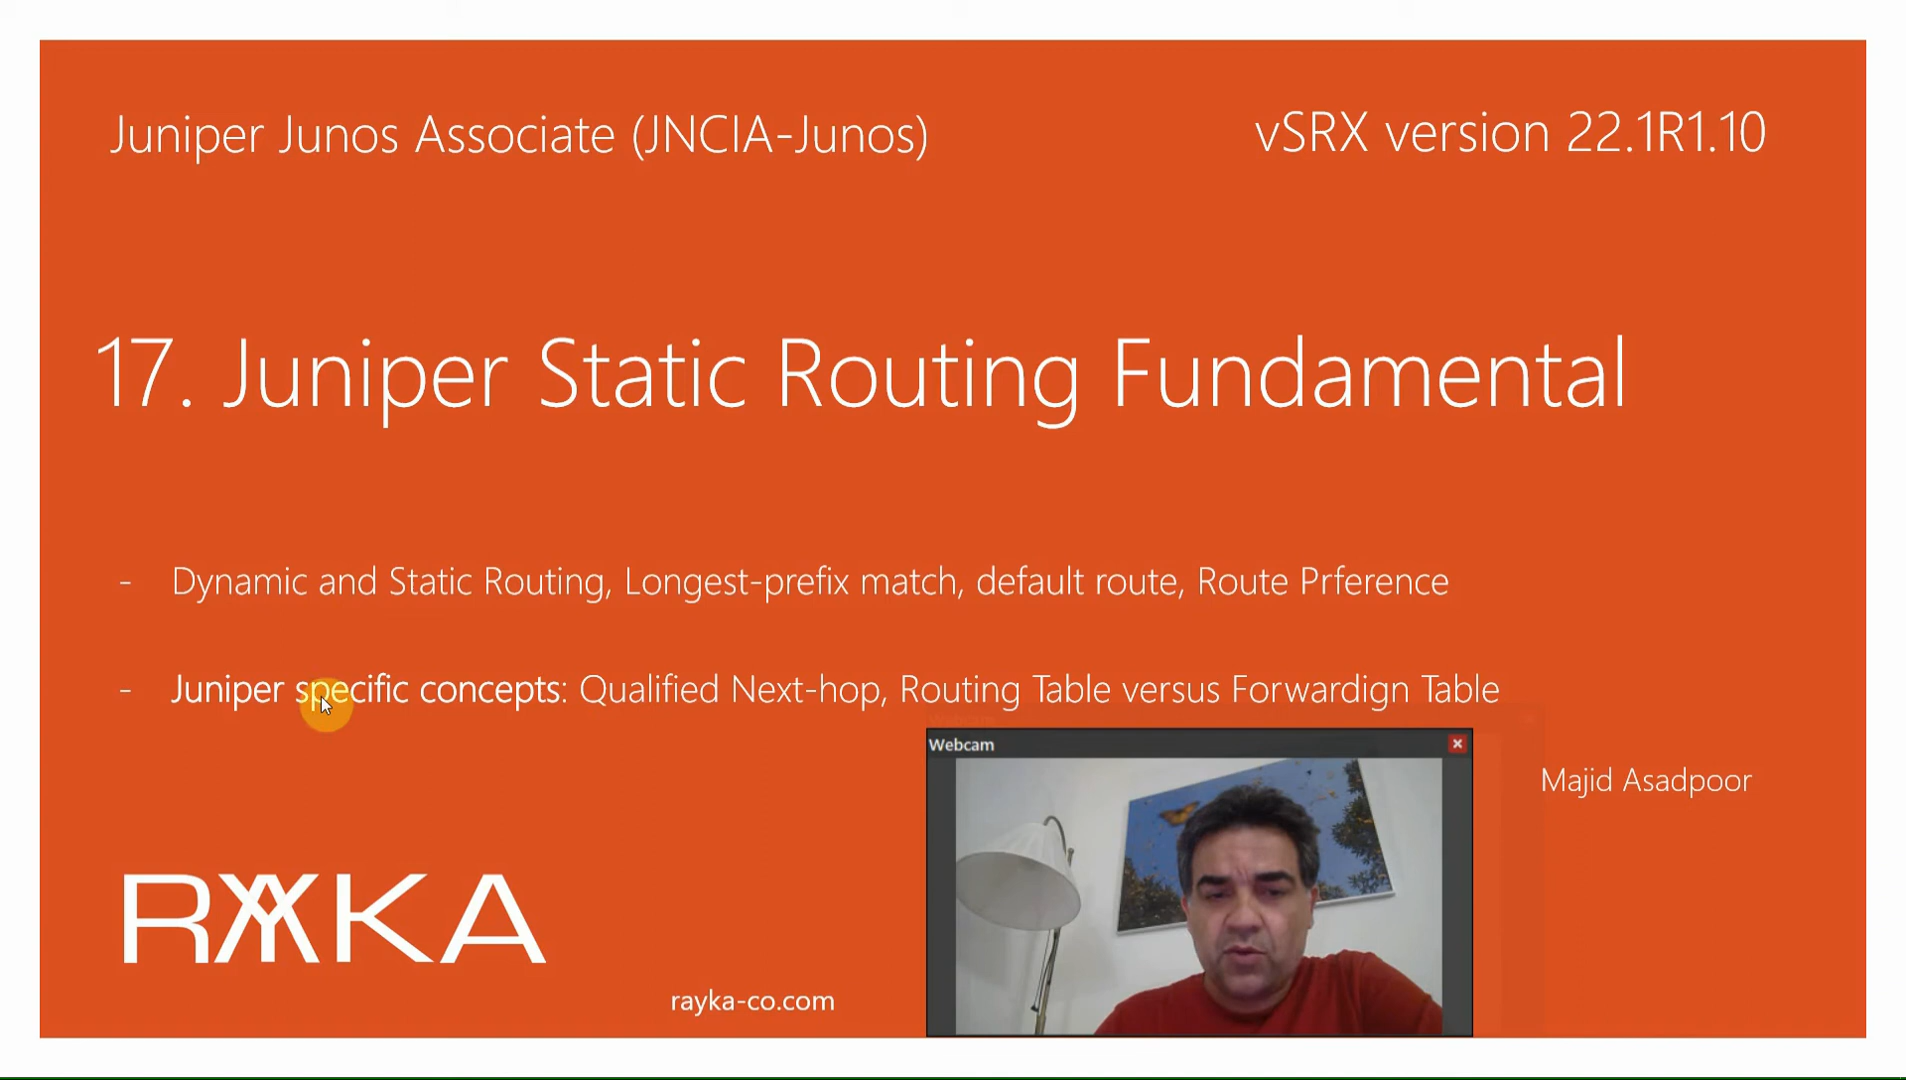 Juniper Junos Associate (JNCIA-Junos)
vSRX version 22.1R1.10
17. Juniper Static Routing Fundamental
- Dynamic and Static Routing, Longest-prefix match, default route, Route Prference
- Juniper specific concepts: Qualified Next-hop, Routing Table versus Forwardign Table
Webcam
Majid Asadpoor
RAYKA
rayka-co.com